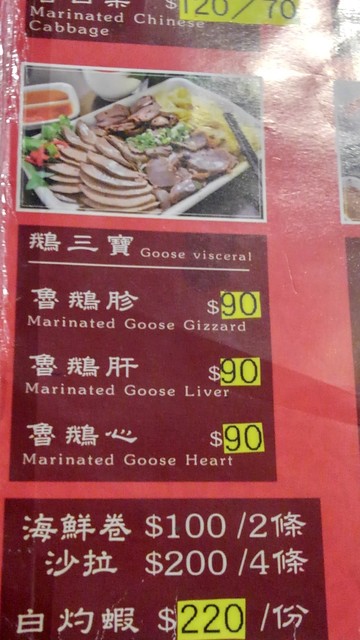 $120/70
Marinated Chinese
Cabbage
鵝三寶 Goose visceral
魯鵝胗 $90
Marinated Goose Gizzard
魯鵝肝 $90
Marinated Goose Liver
魯鵝心 $90
Marinated Goose Heart
海鮮卷 $100 /2條
沙拉 $200 /4條
白灼蝦 $220 /份